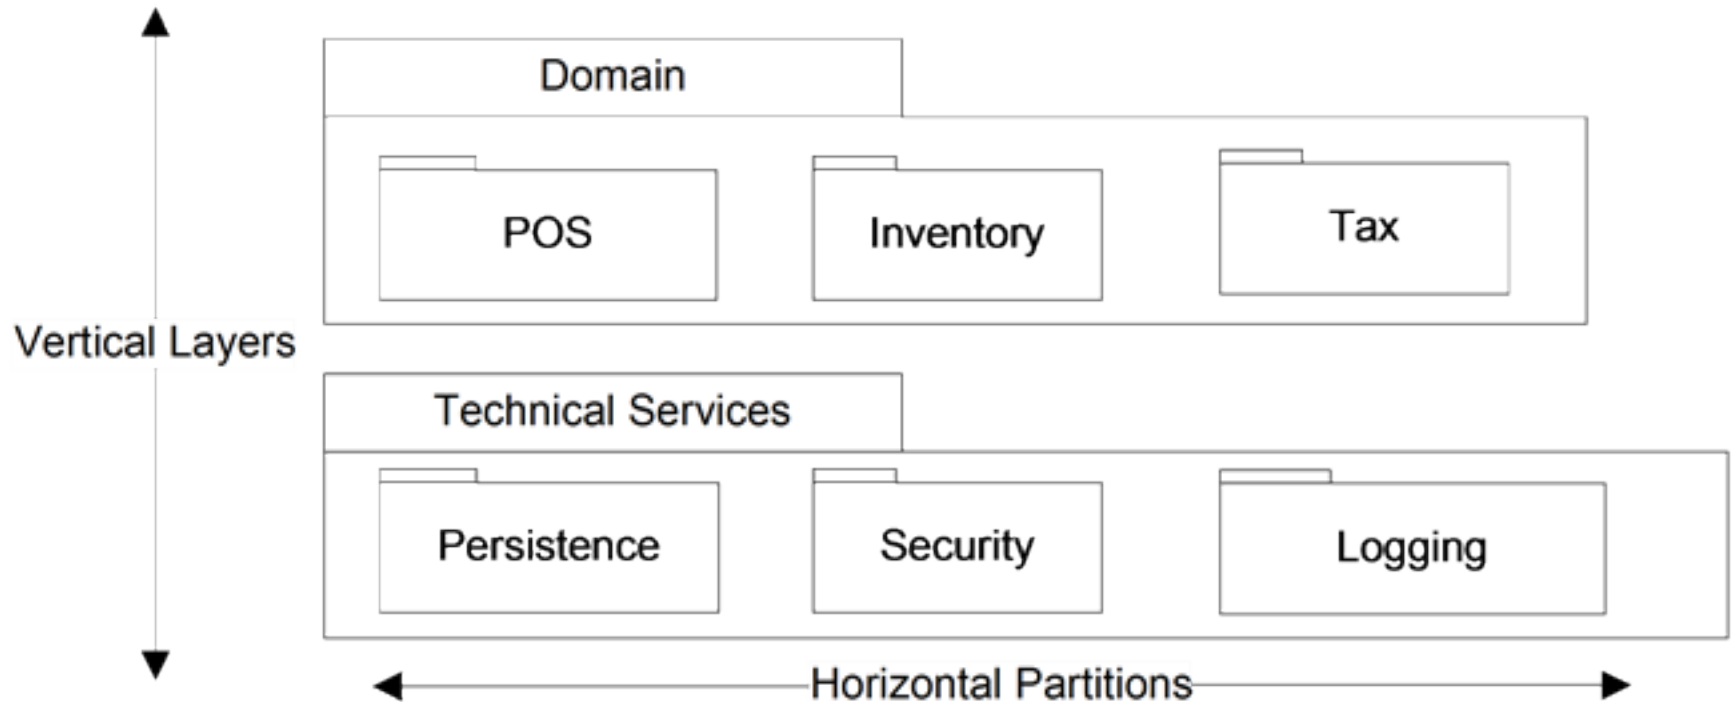 Domain
POS
Inventory
Tax
Vertical Layers
Technical Services
Persistence
Security
Logging
Horizontal Partitions